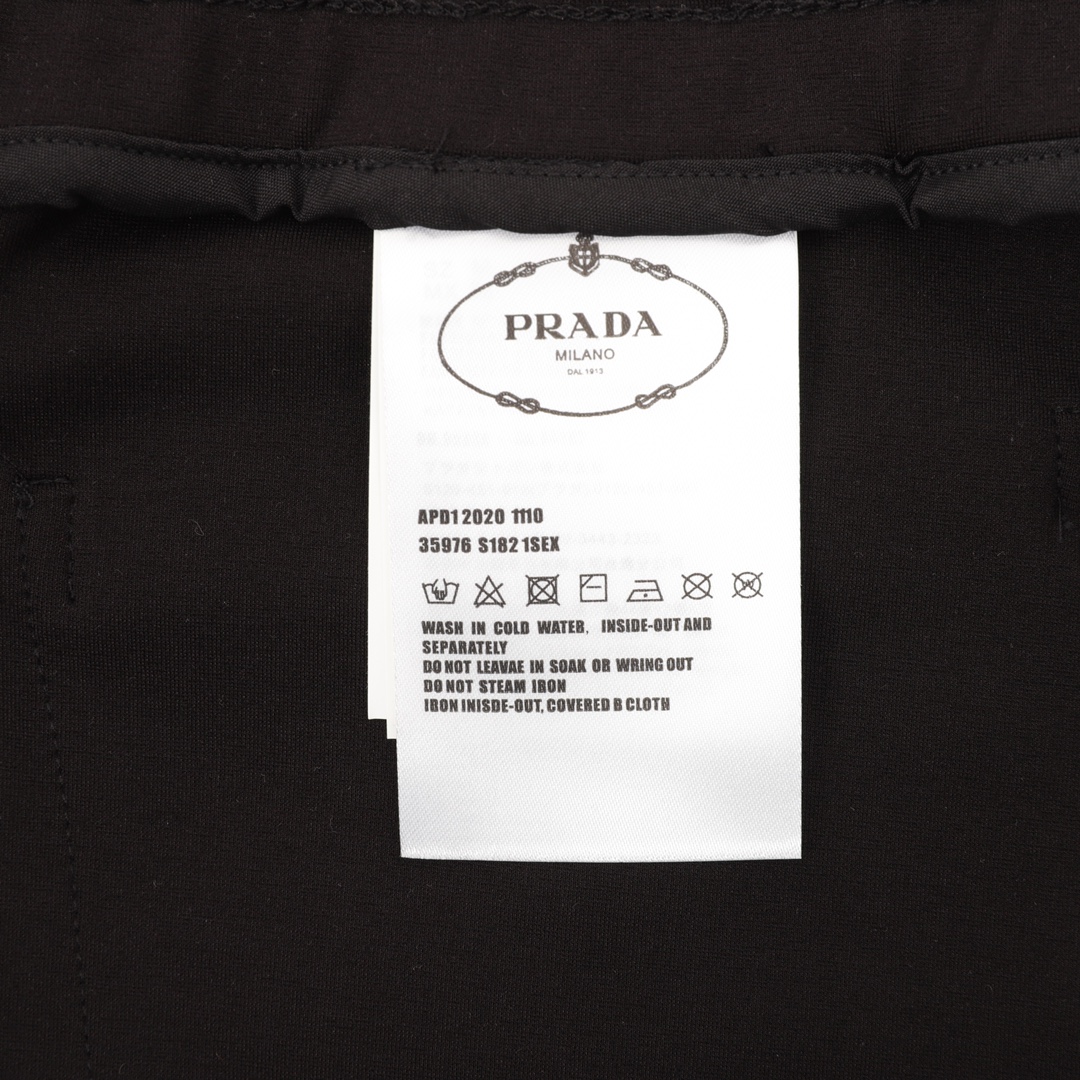 PRADA
MILANO
DAL 1913
APD1 2020 1110
35976 S182 1SEX
WASH IN COLD WATER, INSIDE-OUT AND
SEPARATELY
DO NOT LEAVAE IN SOAK OR WRING OUT
DO NOT STEAM IRON
IRON INISDE-OUT, COVERED B CLOTH